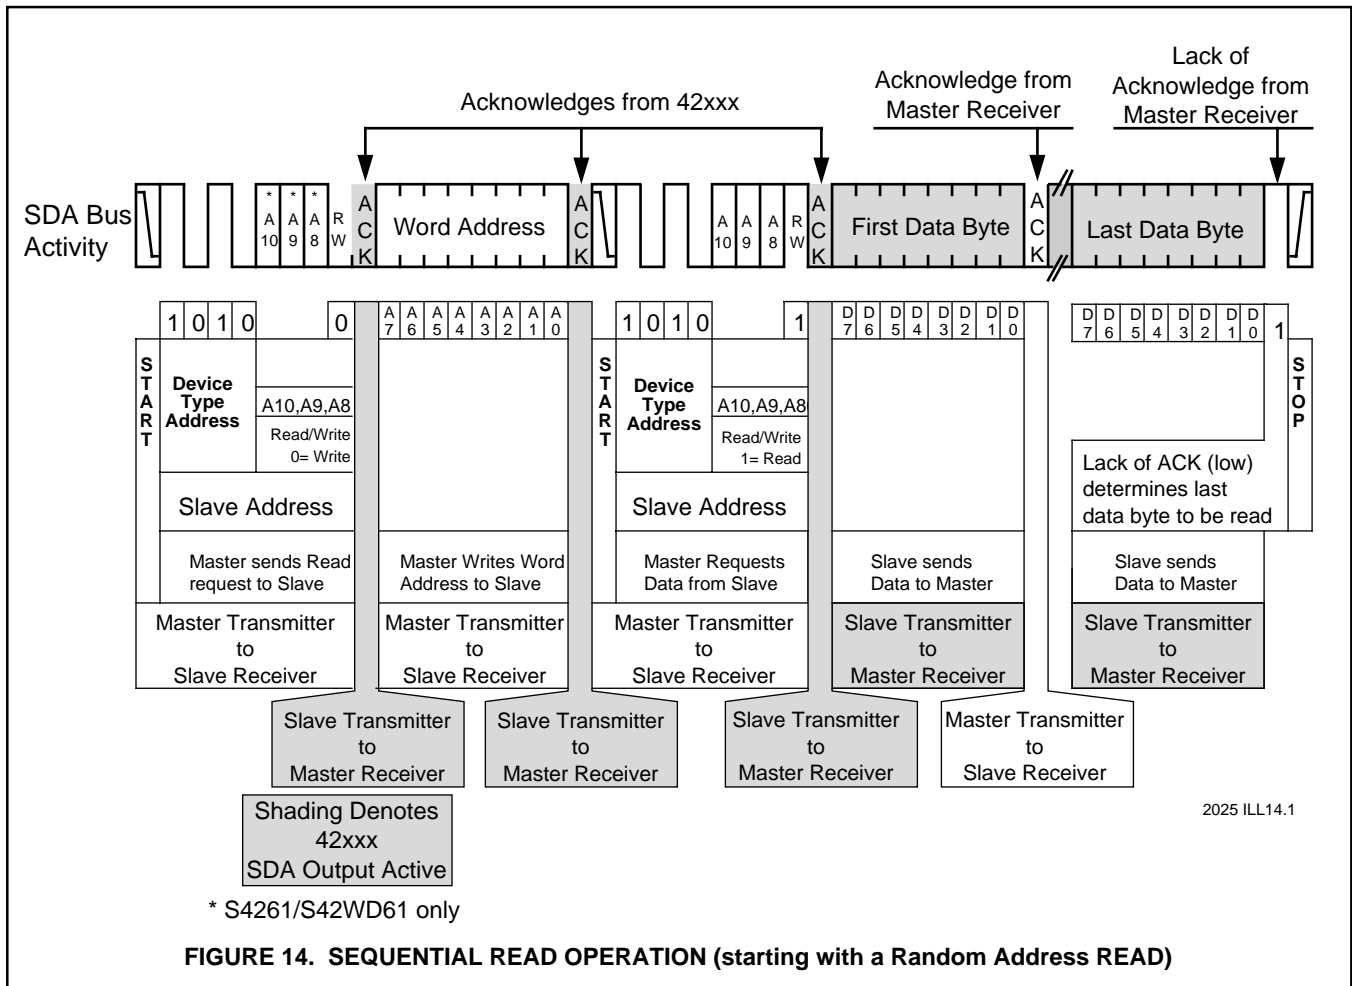 Lack of
Acknowledge from
Master Receiver
Acknowledge from
Master Receiver
Acknowledges from 42xxx
SDA Bus
Activity
* A 10
* A 9
* A 8
R W
A C K
Word Address
A C K
A 10
A 9
A 8
R W
A C K
First Data Byte
A C K
Last Data Byte
1 0 1 0
0
A7 A6 A5 A4 A3 A2 A1 A0
1 0 1 0
1
D7 D6 D5 D4 D3 D2 D1 D0
D7 D6 D5 D4 D3 D2 D1 D0
1
START
Device
Type
Address
A10,A9,A8
Read/Write
0= Write
Slave Address
START
Device
Type
Address
A10,A9,A8
Read/Write
1= Read
Slave Address
STOP
Lack of ACK (low)
determines last
data byte to be read
Master sends Read
request to Slave
Master Writes Word
Address to Slave
Master Requests
Data from Slave
Slave sends
Data to Master
Slave sends
Data to Master
Master Transmitter
to
Slave Receiver
Master Transmitter
to
Slave Receiver
Master Transmitter
to
Slave Receiver
Slave Transmitter
to
Master Receiver
Slave Transmitter
to
Master Receiver
Slave Transmitter
to
Master Receiver
Slave Transmitter
to
Master Receiver
Slave Transmitter
to
Master Receiver
Master Transmitter
to
Slave Receiver
Shading Denotes
42xxx
SDA Output Active
2025 ILL14.1
* S4261/S42WD61 only
FIGURE 14. SEQUENTIAL READ OPERATION (starting with a Random Address READ)